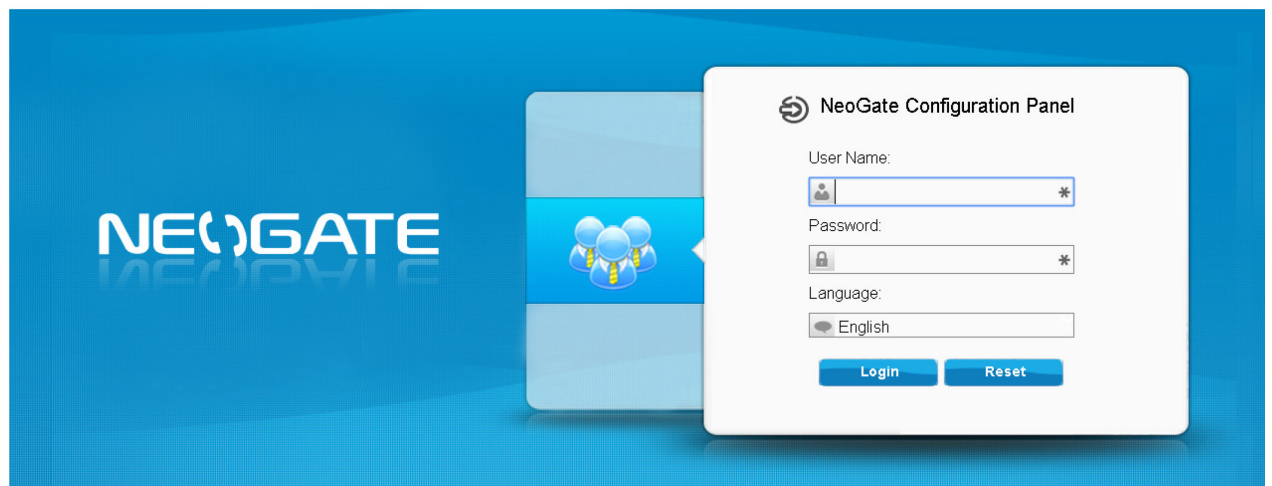 NEOGATE
NeoGate Configuration Panel
User Name:
*
Password:
*
Language:
English
Login
Reset